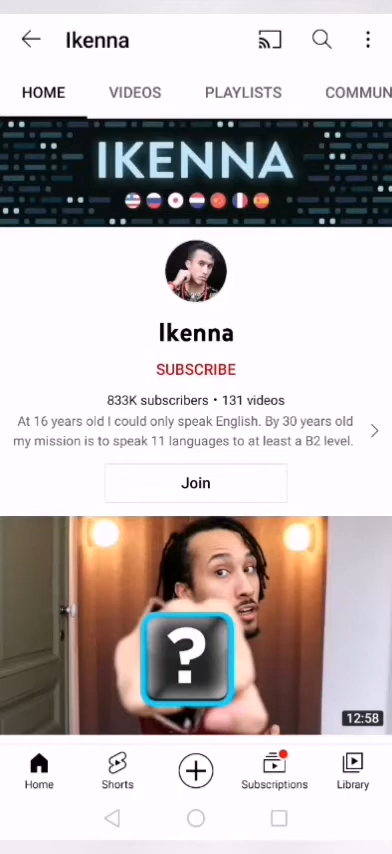 Ikenna
HOME VIDEOS PLAYLISTS COMMUN
IKENNA
Ikenna
SUBSCRIBE
833K subscribers • 131 videos
At 16 years old I could only speak English. By 30 years old
my mission is to speak 11 languages to at least a B2 level.
Join
?
12:58
Home Shorts Subscriptions Library